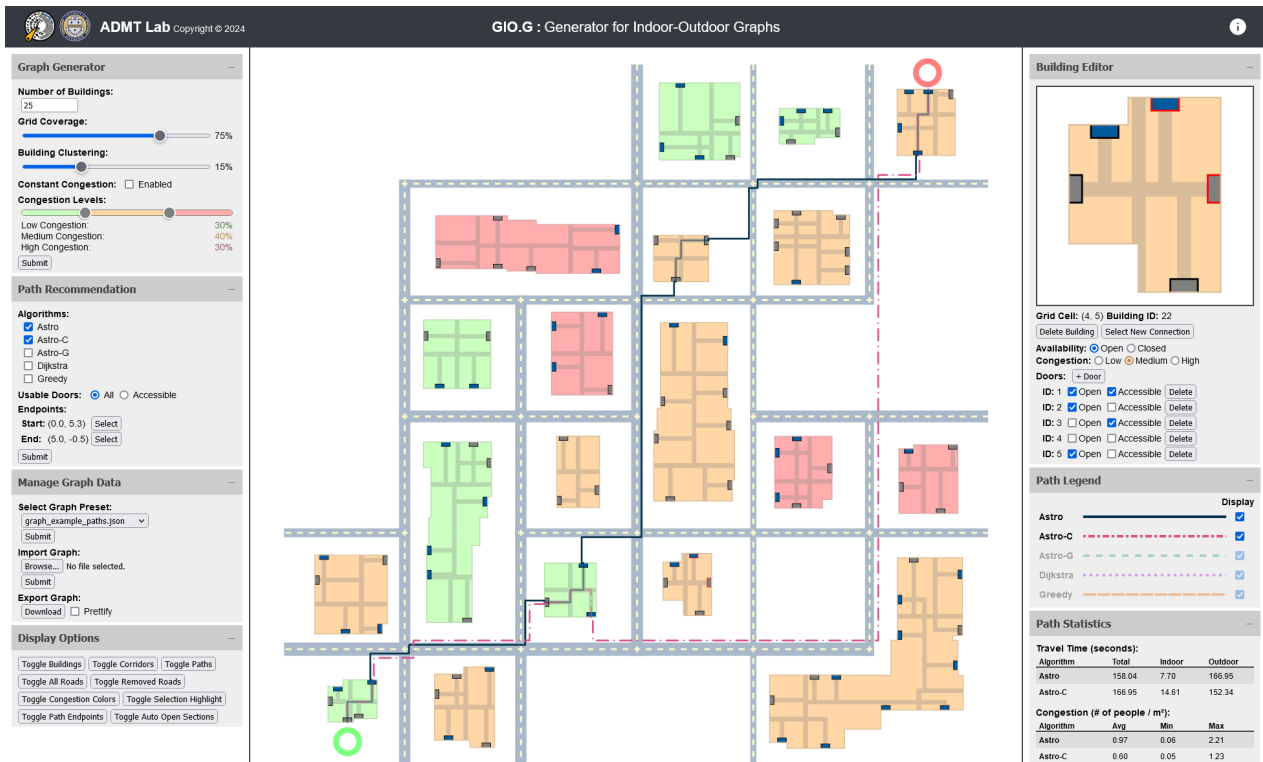 ADMT Lab Copyright © 2024
GIO.G : Generator for Indoor-Outdoor Graphs
i
Graph Generator
Number of Buildings:
25
Grid Coverage:
75%
Building Clustering:
15%
Constant Congestion: Enabled
Congestion Levels:
Low Congestion: 30%
Medium Congestion: 40%
High Congestion: 30%
Submit
Path Recommendation
Algorithms:
Astro
Astro-C
Astro-G
Dijkstra
Greedy
Usable Doors: All Accessible
Endpoints:
Start: (0.0, 5.3) Select
End: (5.0, -0.5) Select
Submit
Manage Graph Data
Select Graph Preset:
graph_example_paths.json
Submit
Import Graph:
Browse... No file selected.
Submit
Export Graph:
Download Prettify
Display Options
Toggle Buildings Toggle Corridors Toggle Paths
Toggle All Roads Toggle Removed Roads
Toggle Congestion Colors Toggle Selection Highlight
Toggle Path Endpoints Toggle Auto Open Sections
Building Editor
Grid Cell: (4, 5) Building ID: 22
Delete Building Select New Connection
Availability: Open Closed
Congestion: Low Medium High
Doors: + Door
ID: 1 Open Accessible Delete
ID: 2 Open Accessible Delete
ID: 3 Open Accessible Delete
ID: 4 Open Accessible Delete
ID: 5 Open Accessible Delete
Path Legend
Display
Astro
Astro-C
Astro-G
Dijkstra
Greedy
Path Statistics
Travel Time (seconds):
Algorithm Total Indoor Outdoor
Astro 158.04 7.70 166.95
Astro-C 166.95 14.61 152.34
Congestion (# of people / m²):
Algorithm Avg Min Max
Astro 0.97 0.06 2.21
Astro-C 0.60 0.05 1.23